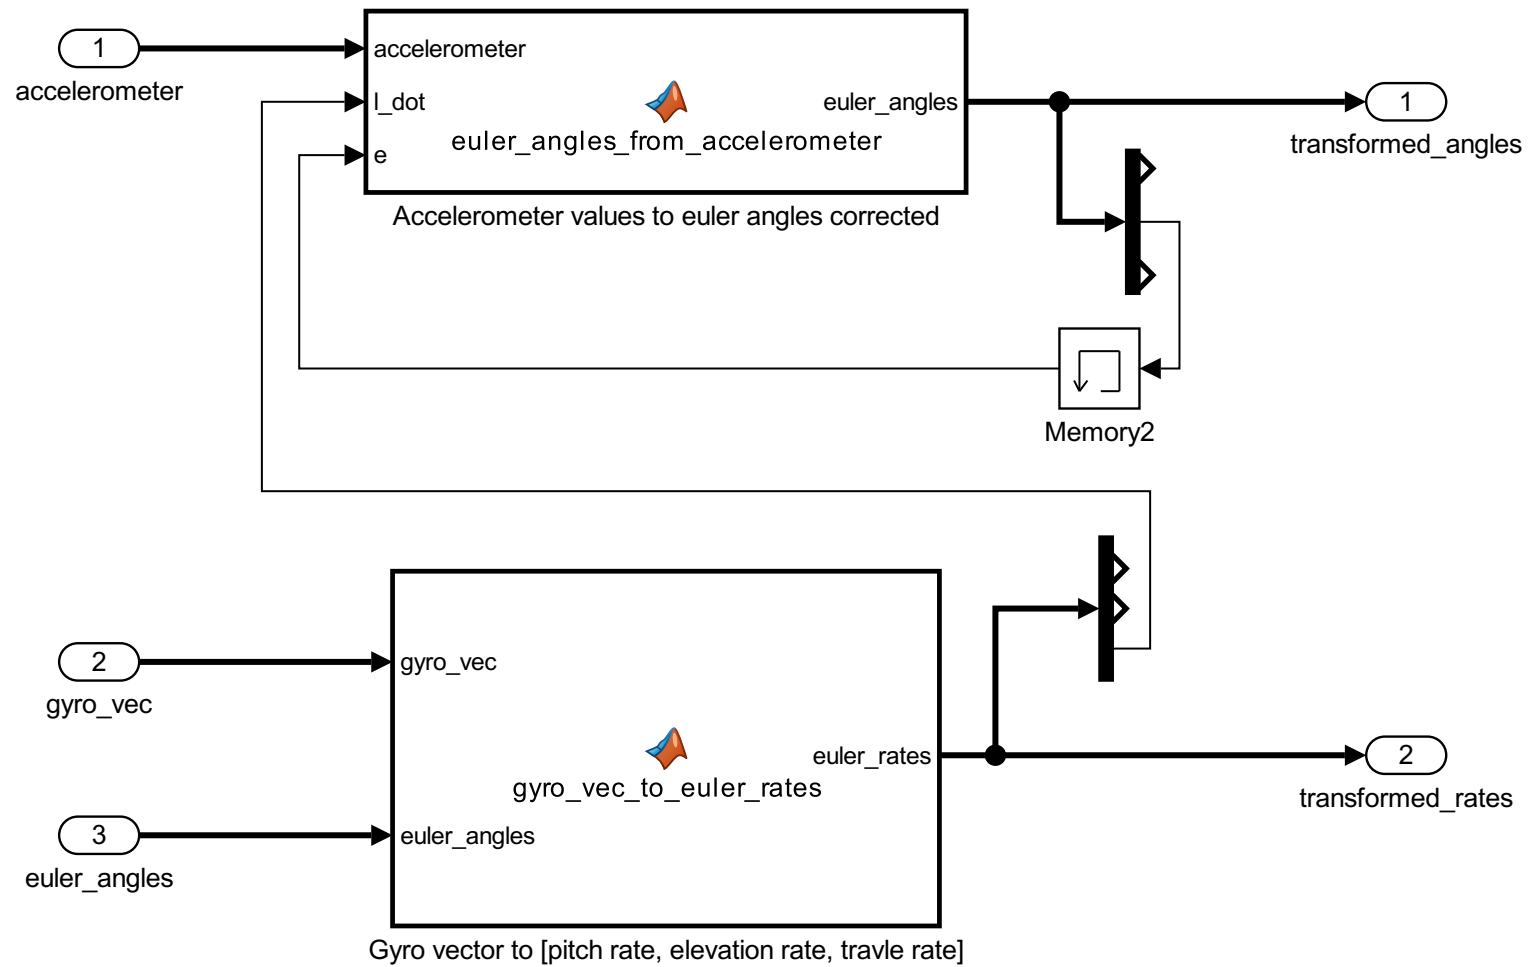 1
accelerometer
accelerometer
l_dot
e
euler_angles_from_accelerometer
euler_angles
Accelerometer values to euler angles corrected
1
transformed_angles
Memory2
2
gyro_vec
3
euler_angles
gyro_vec
euler_angles
gyro_vec_to_euler_rates
euler_rates
Gyro vector to [pitch rate, elevation rate, travle rate]
2
transformed_rates